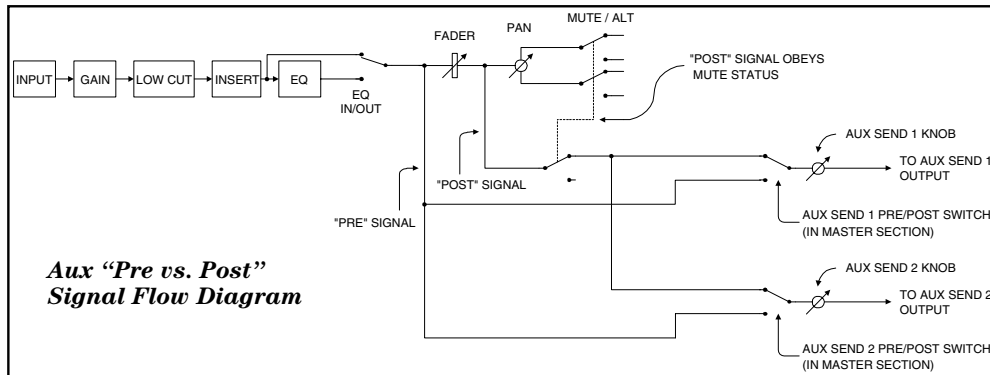 MUTE / ALT
FADER
PAN
"POST" SIGNAL OBEYS
MUTE STATUS
INPUT
GAIN
LOW CUT
INSERT
EQ
EQ
IN/OUT
AUX SEND 1 KNOB
TO AUX SEND 1
OUTPUT
"POST" SIGNAL
"PRE" SIGNAL
AUX SEND 1 PRE/POST SWITCH
(IN MASTER SECTION)
Aux “Pre vs. Post”
Signal Flow Diagram
AUX SEND 2 KNOB
TO AUX SEND 2
OUTPUT
AUX SEND 2 PRE/POST SWITCH
(IN MASTER SECTION)